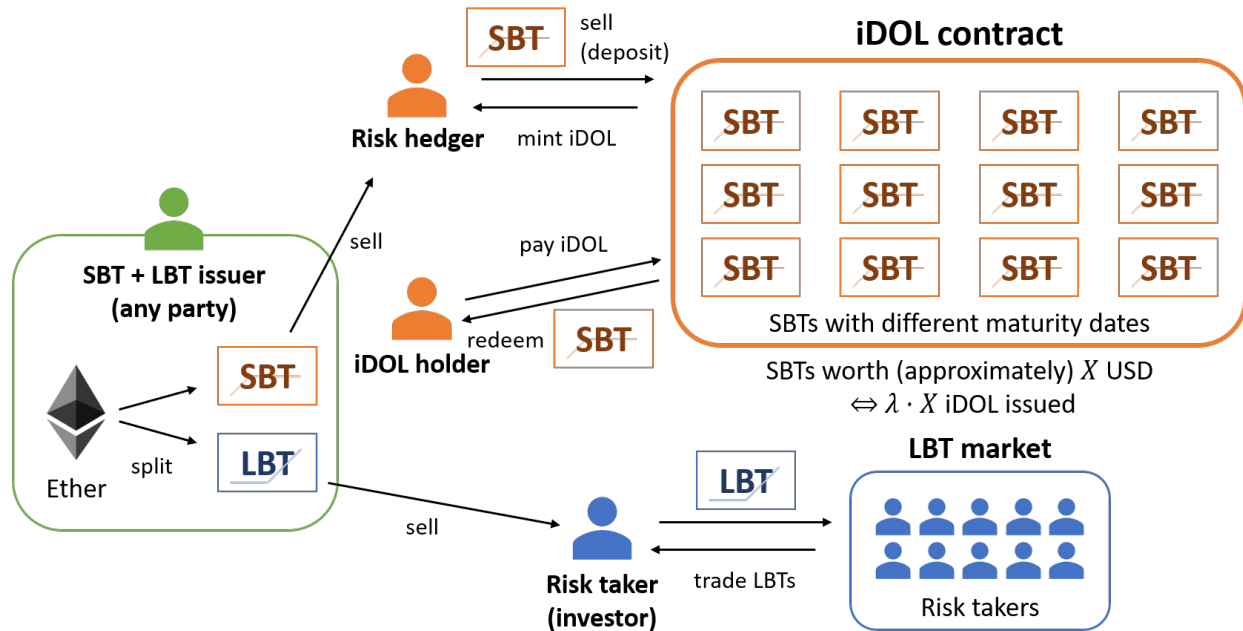 iDOL contract
SBT
sell
(deposit)
Risk hedger
mint iDOL
SBT SBT SBT SBT
SBT SBT SBT SBT
SBT SBT SBT SBT
SBTs with different maturity dates
SBTs worth (approximately) X USD
⇔ λ · X iDOL issued
sell
pay iDOL
redeem
SBT
iDOL holder
SBT + LBT issuer
(any party)
SBT
LBT
split
Ether
sell
Risk taker
(investor)
LBT
trade LBTs
LBT market
Risk takers